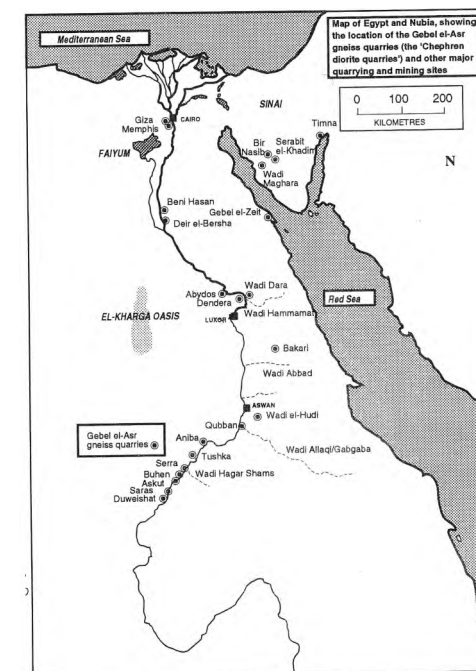 Map of Egypt and Nubia, showing
the location of the Gebel el-Asr
gneiss quarries (the 'Chephren
diorite quarries') and other major
quarrying and mining sites
0 100 200
KILOMETRES
N
Mediterranean Sea
SINAI
Giza
CAIRO
Memphis
FAIYUM
Timna
Bir
Nasib
Serabit
el-Khadim
Wadi
Maghara
Beni Hasan
Deir el-Bersha
Gebel el-Zeit
Abydos
Dendera
Wadi Dara
Red Sea
EL-KHARGA OASIS
LUXOR
Wadi Hammamat
Bakari
Wadi Abbad
ASWAN
Wadi el-Hudi
Qubban
Gebel el-Asr
gneiss quarries
Aniba
Wadi Allaqi/Gabgaba
Tushka
Serra
Buhen
Wadi Hagar Shams
Askut
Saras
Duweishat